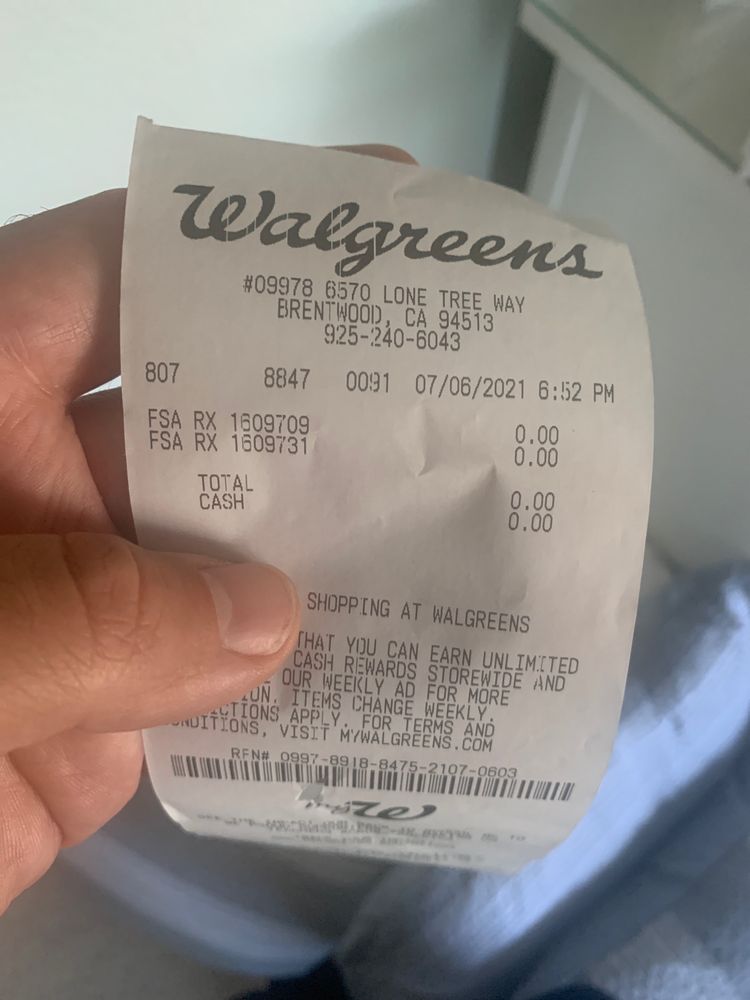 Walgreens
#09978 6570 LONE TREE WAY
BRENTWOOD, CA 94513
925-240-6043
807 8847 0091 07/06/2021 6:52 PM
FSA RX 1609709 0.00
FSA RX 1609731 0.00
TOTAL 0.00
CASH 0.00
SHOPPING AT WALGREENS
THAT YOU CAN EARN UNLIMITED
CASH REWARDS STOREWIDE AND
OUR WEEKLY AD FOR MORE
ION. ITEMS CHANGE WEEKLY.
ICTIONS APPLY. FOR TERMS AND
ONDITIONS, VISIT MYWALGREENS.COM
RFN# 0997-8918-8475-2107-0603